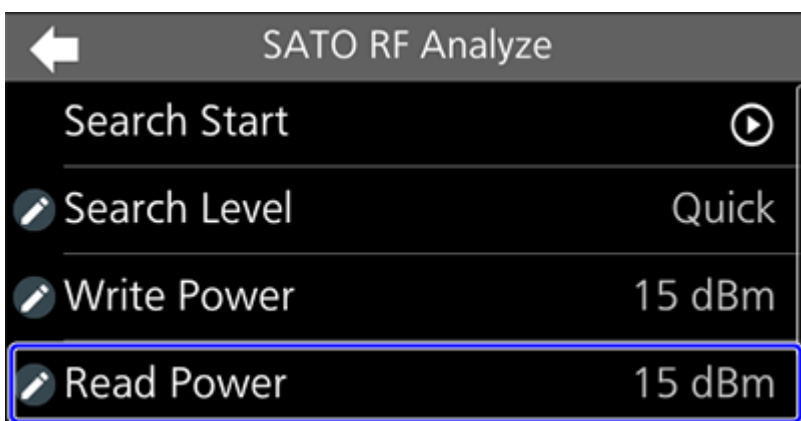 SATO RF Analyze
Search Start
Search Level Quick
Write Power 15 dBm
Read Power 15 dBm